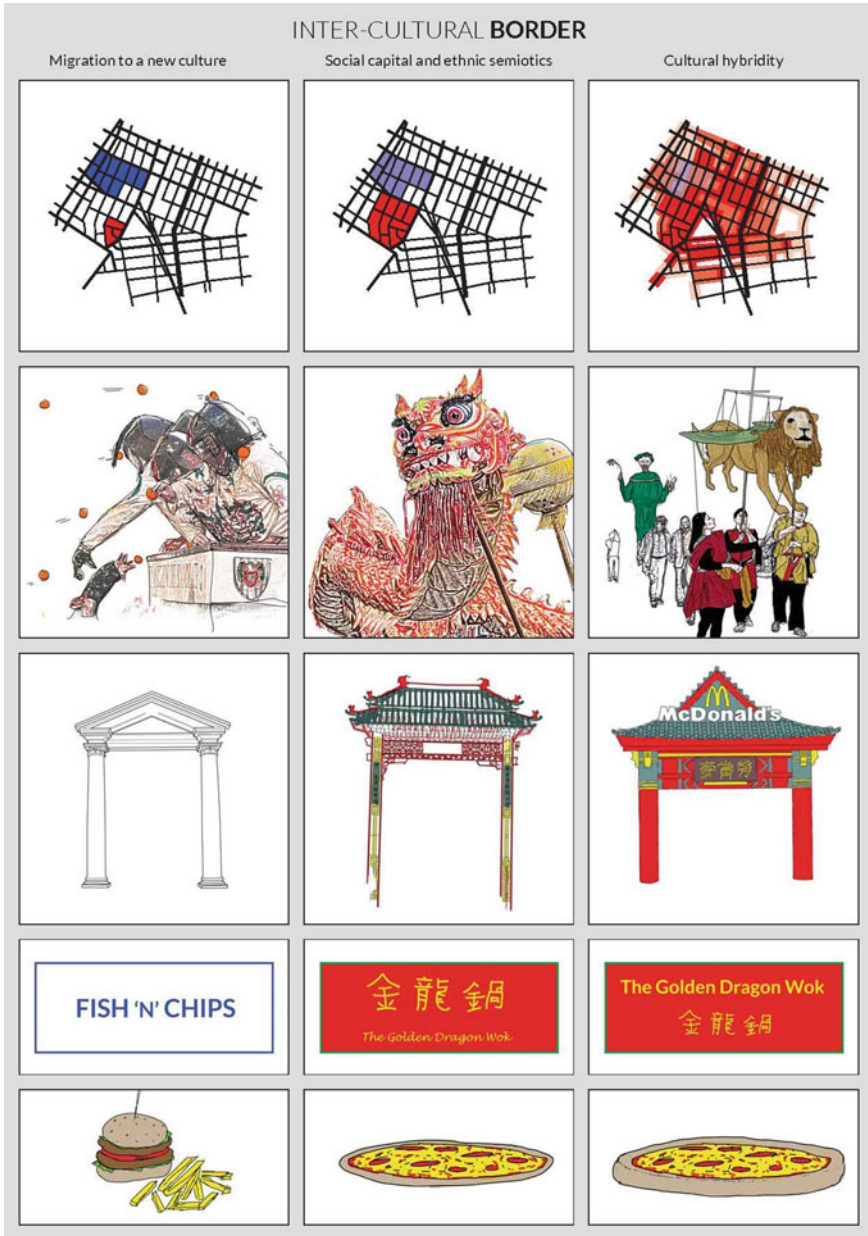 INTER-CULTURAL BORDER
Migration to a new culture
Social capital and ethnic semiotics
Cultural hybridity
McDonald's
FISH 'N' CHIPS
金龍鍋
The Golden Dragon Wok
The Golden Dragon Wok
金龍鍋